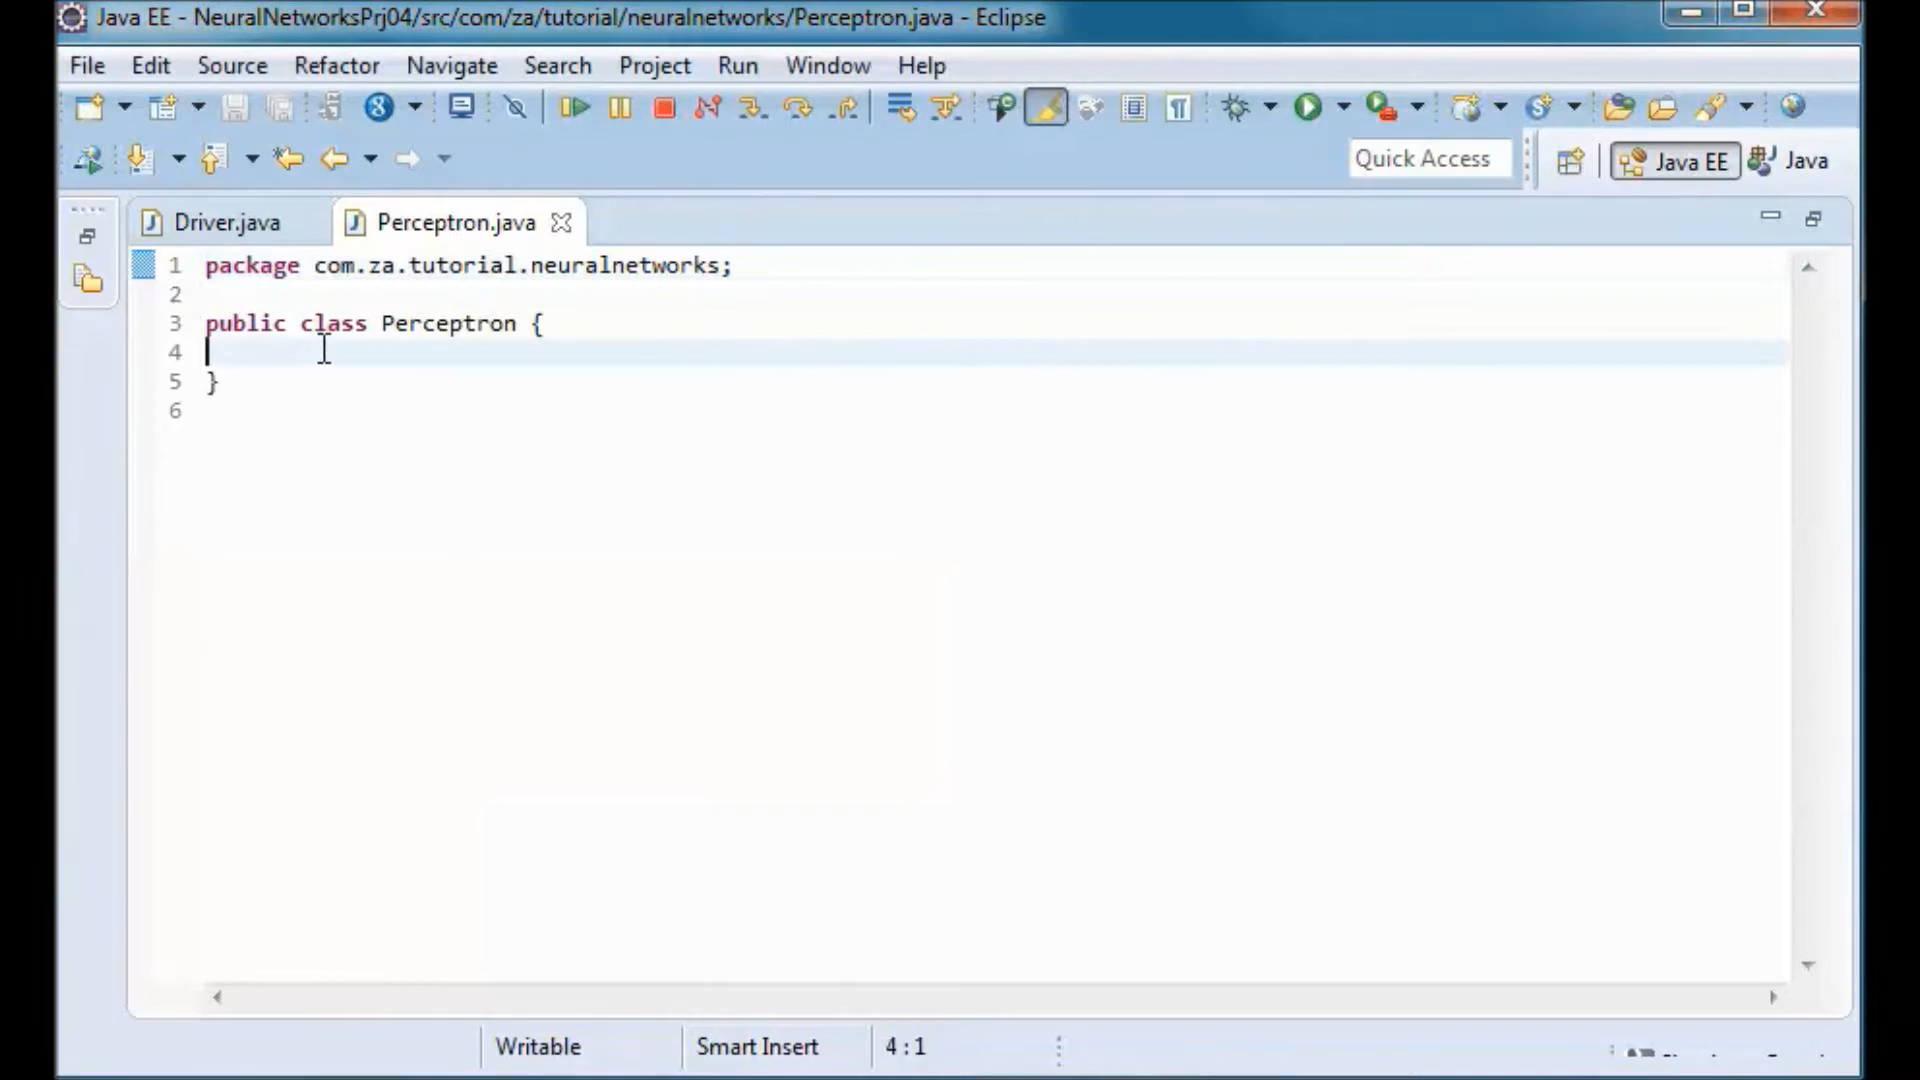 Java EE - NeuralNetworksPrj04/src/com/za/tutorial/neuralnetworks/Perceptron.java - Eclipse
File Edit Source Refactor Navigate Search Project Run Window Help
Quick Access Java EE Java
Driver.java Perceptron.java
1 package com.za.tutorial.neuralnetworks;
2
3 public class Perceptron {
4
5 }
6
Writable Smart Insert 4 : 1